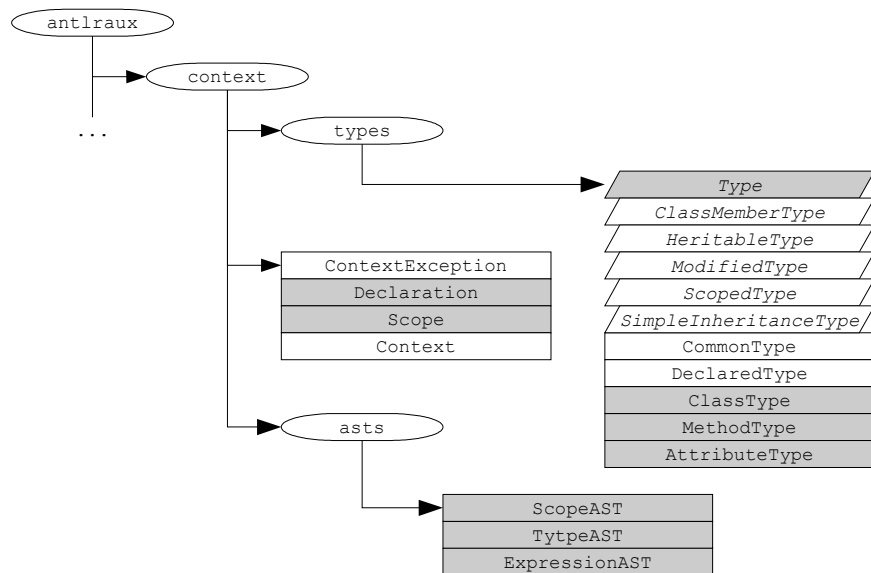 antlraux
context
...
types
Type
ClassMemberType
HeritableType
ModifiedType
ScopedType
SimpleInheritanceType
CommonType
DeclaredType
ClassType
MethodType
AttributeType
ContextException
Declaration
Scope
Context
asts
ScopeAST
TytpeAST
ExpressionAST